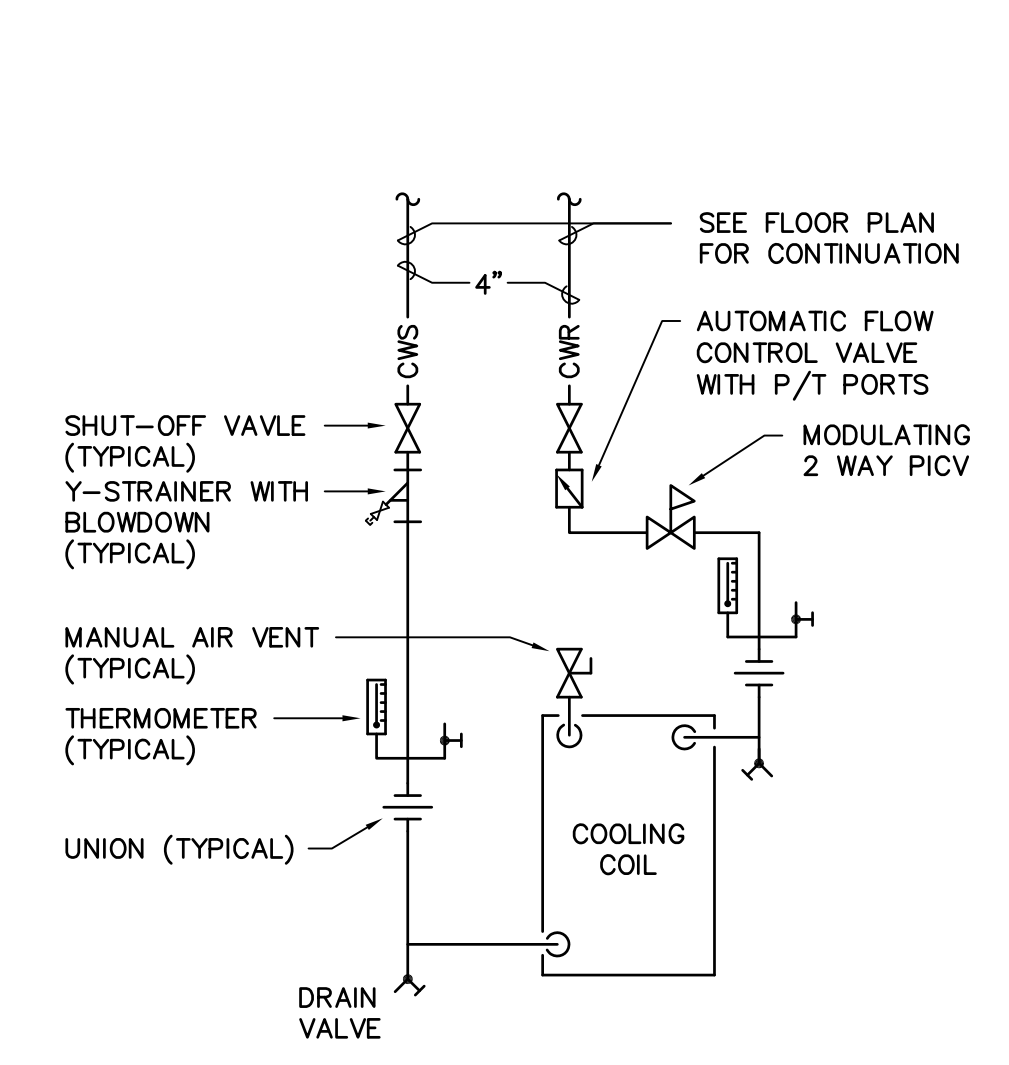 SEE FLOOR PLAN
FOR CONTINUATION
4"
CWS
CWR
AUTOMATIC FLOW
CONTROL VALVE
WITH P/T PORTS
SHUT-OFF VAVLE
(TYPICAL)
MODULATING
2 WAY PICV
Y-STRAINER WITH
BLOWDOWN
(TYPICAL)
MANUAL AIR VENT
(TYPICAL)
THERMOMETER
(TYPICAL)
UNION (TYPICAL)
COOLING
COIL
DRAIN
VALVE